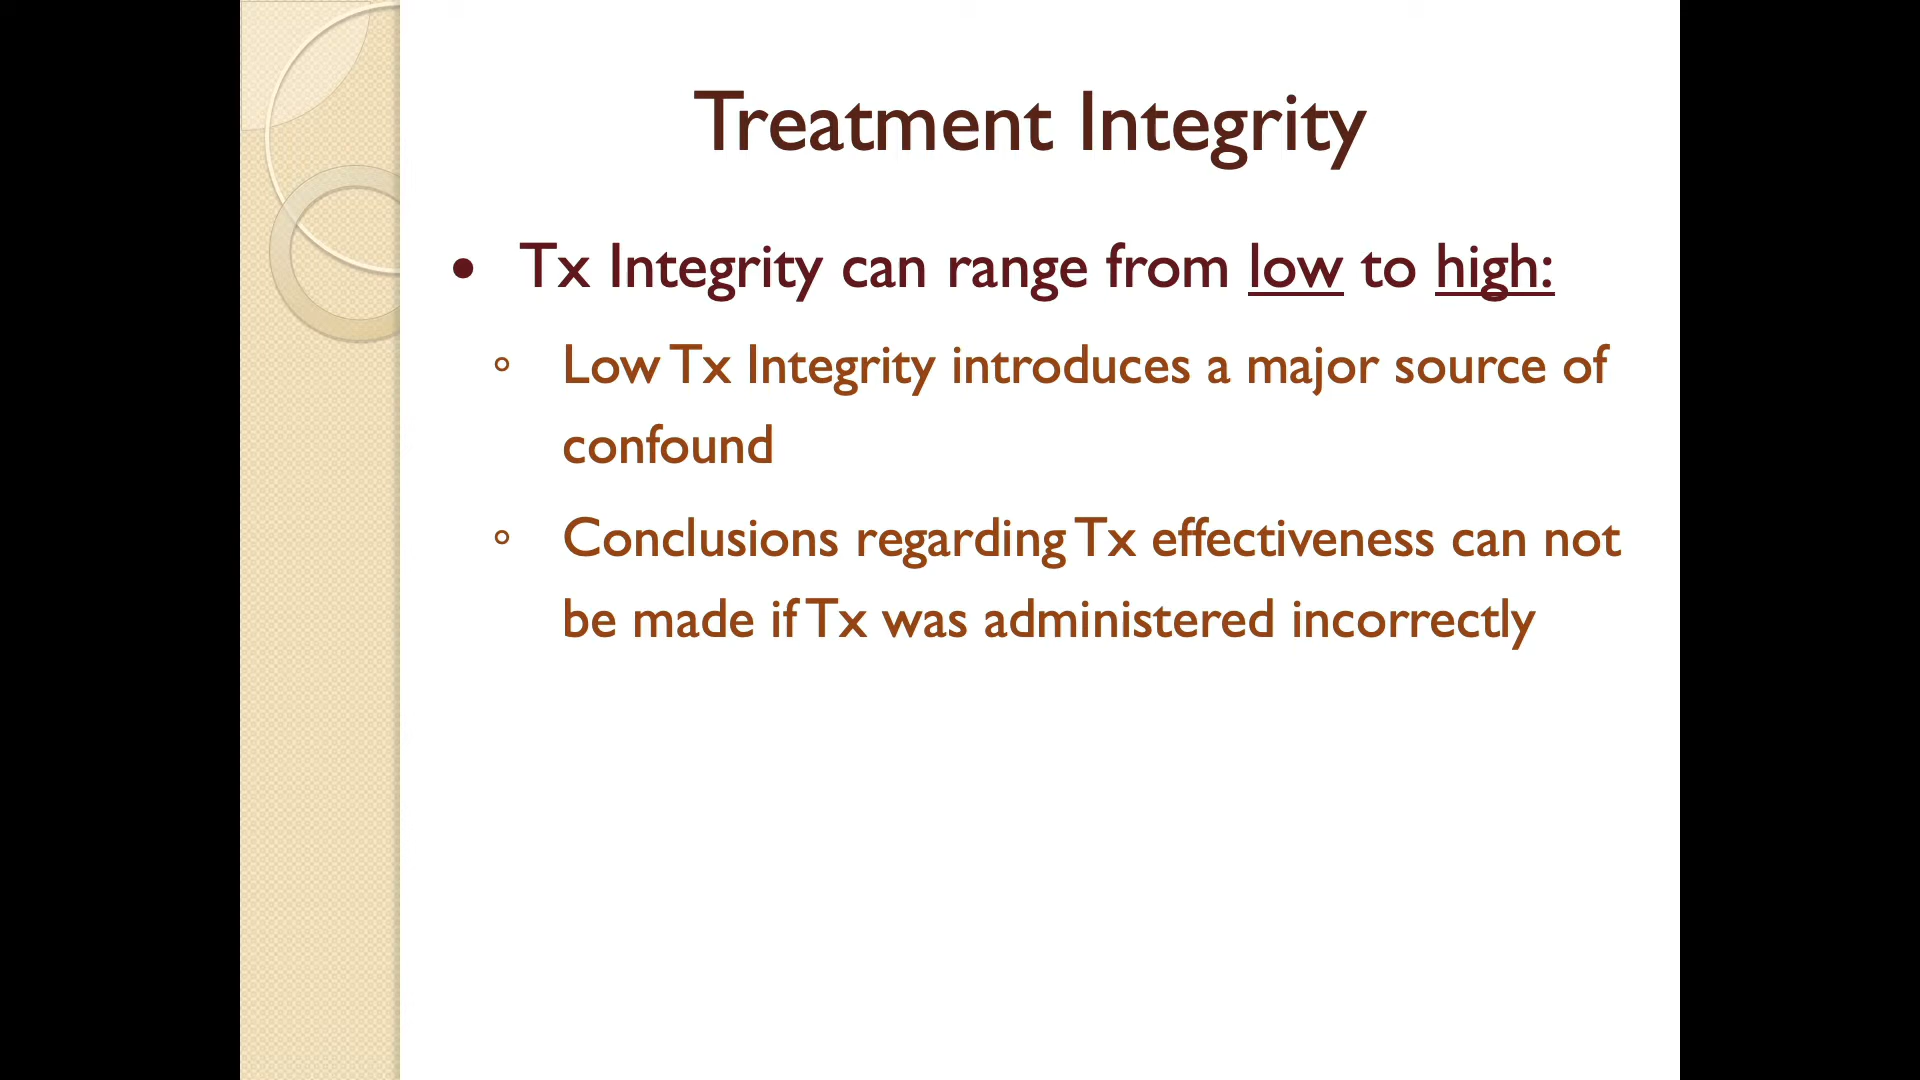 Treatment Integrity
• Tx Integrity can range from low to high:
◦ Low Tx Integrity introduces a major source of
confound
◦ Conclusions regarding Tx effectiveness can not
be made if Tx was administered incorrectly